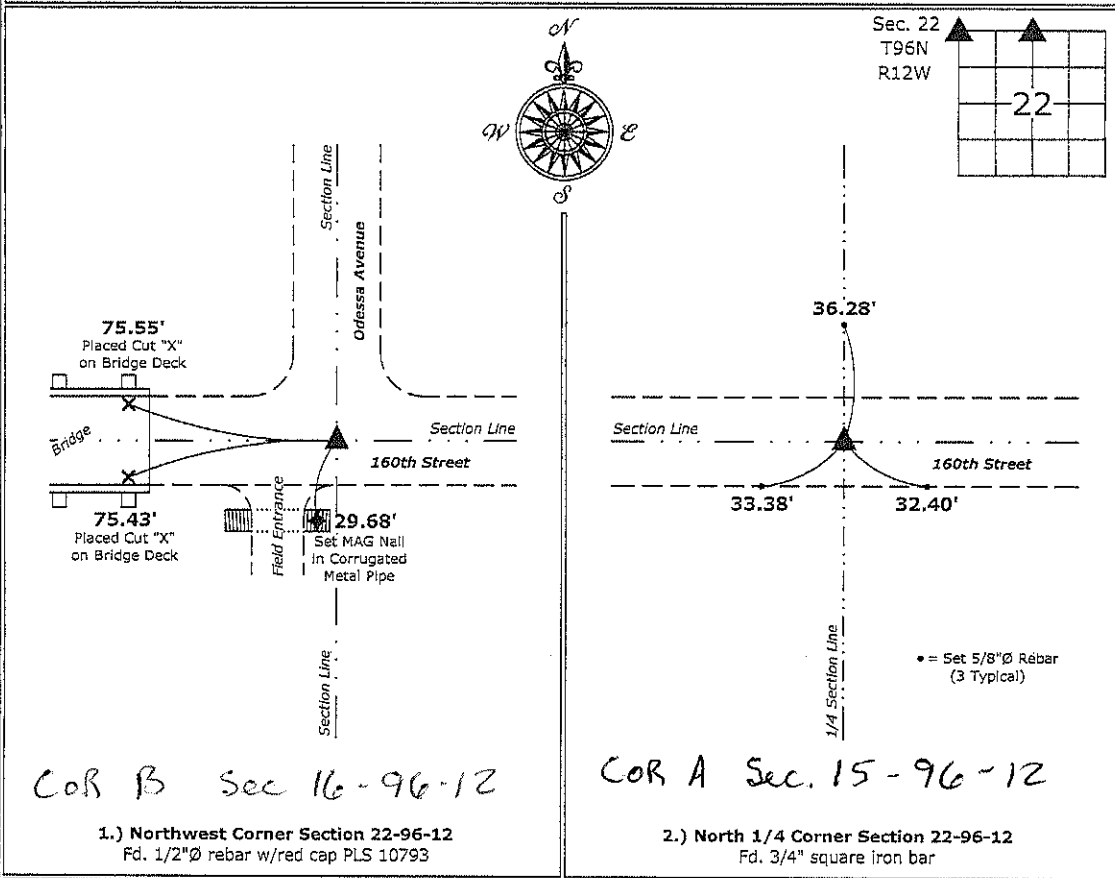 Sec. 22
T96N
R12W
22
N
W
E
S
Section Line
Odessa Avenue
75.55'
Placed Cut "X"
on Bridge Deck
Bridge
Section Line
160th Street
75.43'
Placed Cut "X"
on Bridge Deck
Field Entrance
29.68'
Set MAG Nail
in Corrugated
Metal Pipe
Section Line
COR B Sec 16-96-12
1.) Northwest Corner Section 22-96-12
Fd. 1/2"Ø rebar w/red cap PLS 10793
36.28'
Section Line
160th Street
33.38'
32.40'
1/4 Section Line
• = Set 5/8"Ø Rebar
(3 Typical)
COR A Sec. 15-96-12
2.) North 1/4 Corner Section 22-96-12
Fd. 3/4" square iron bar